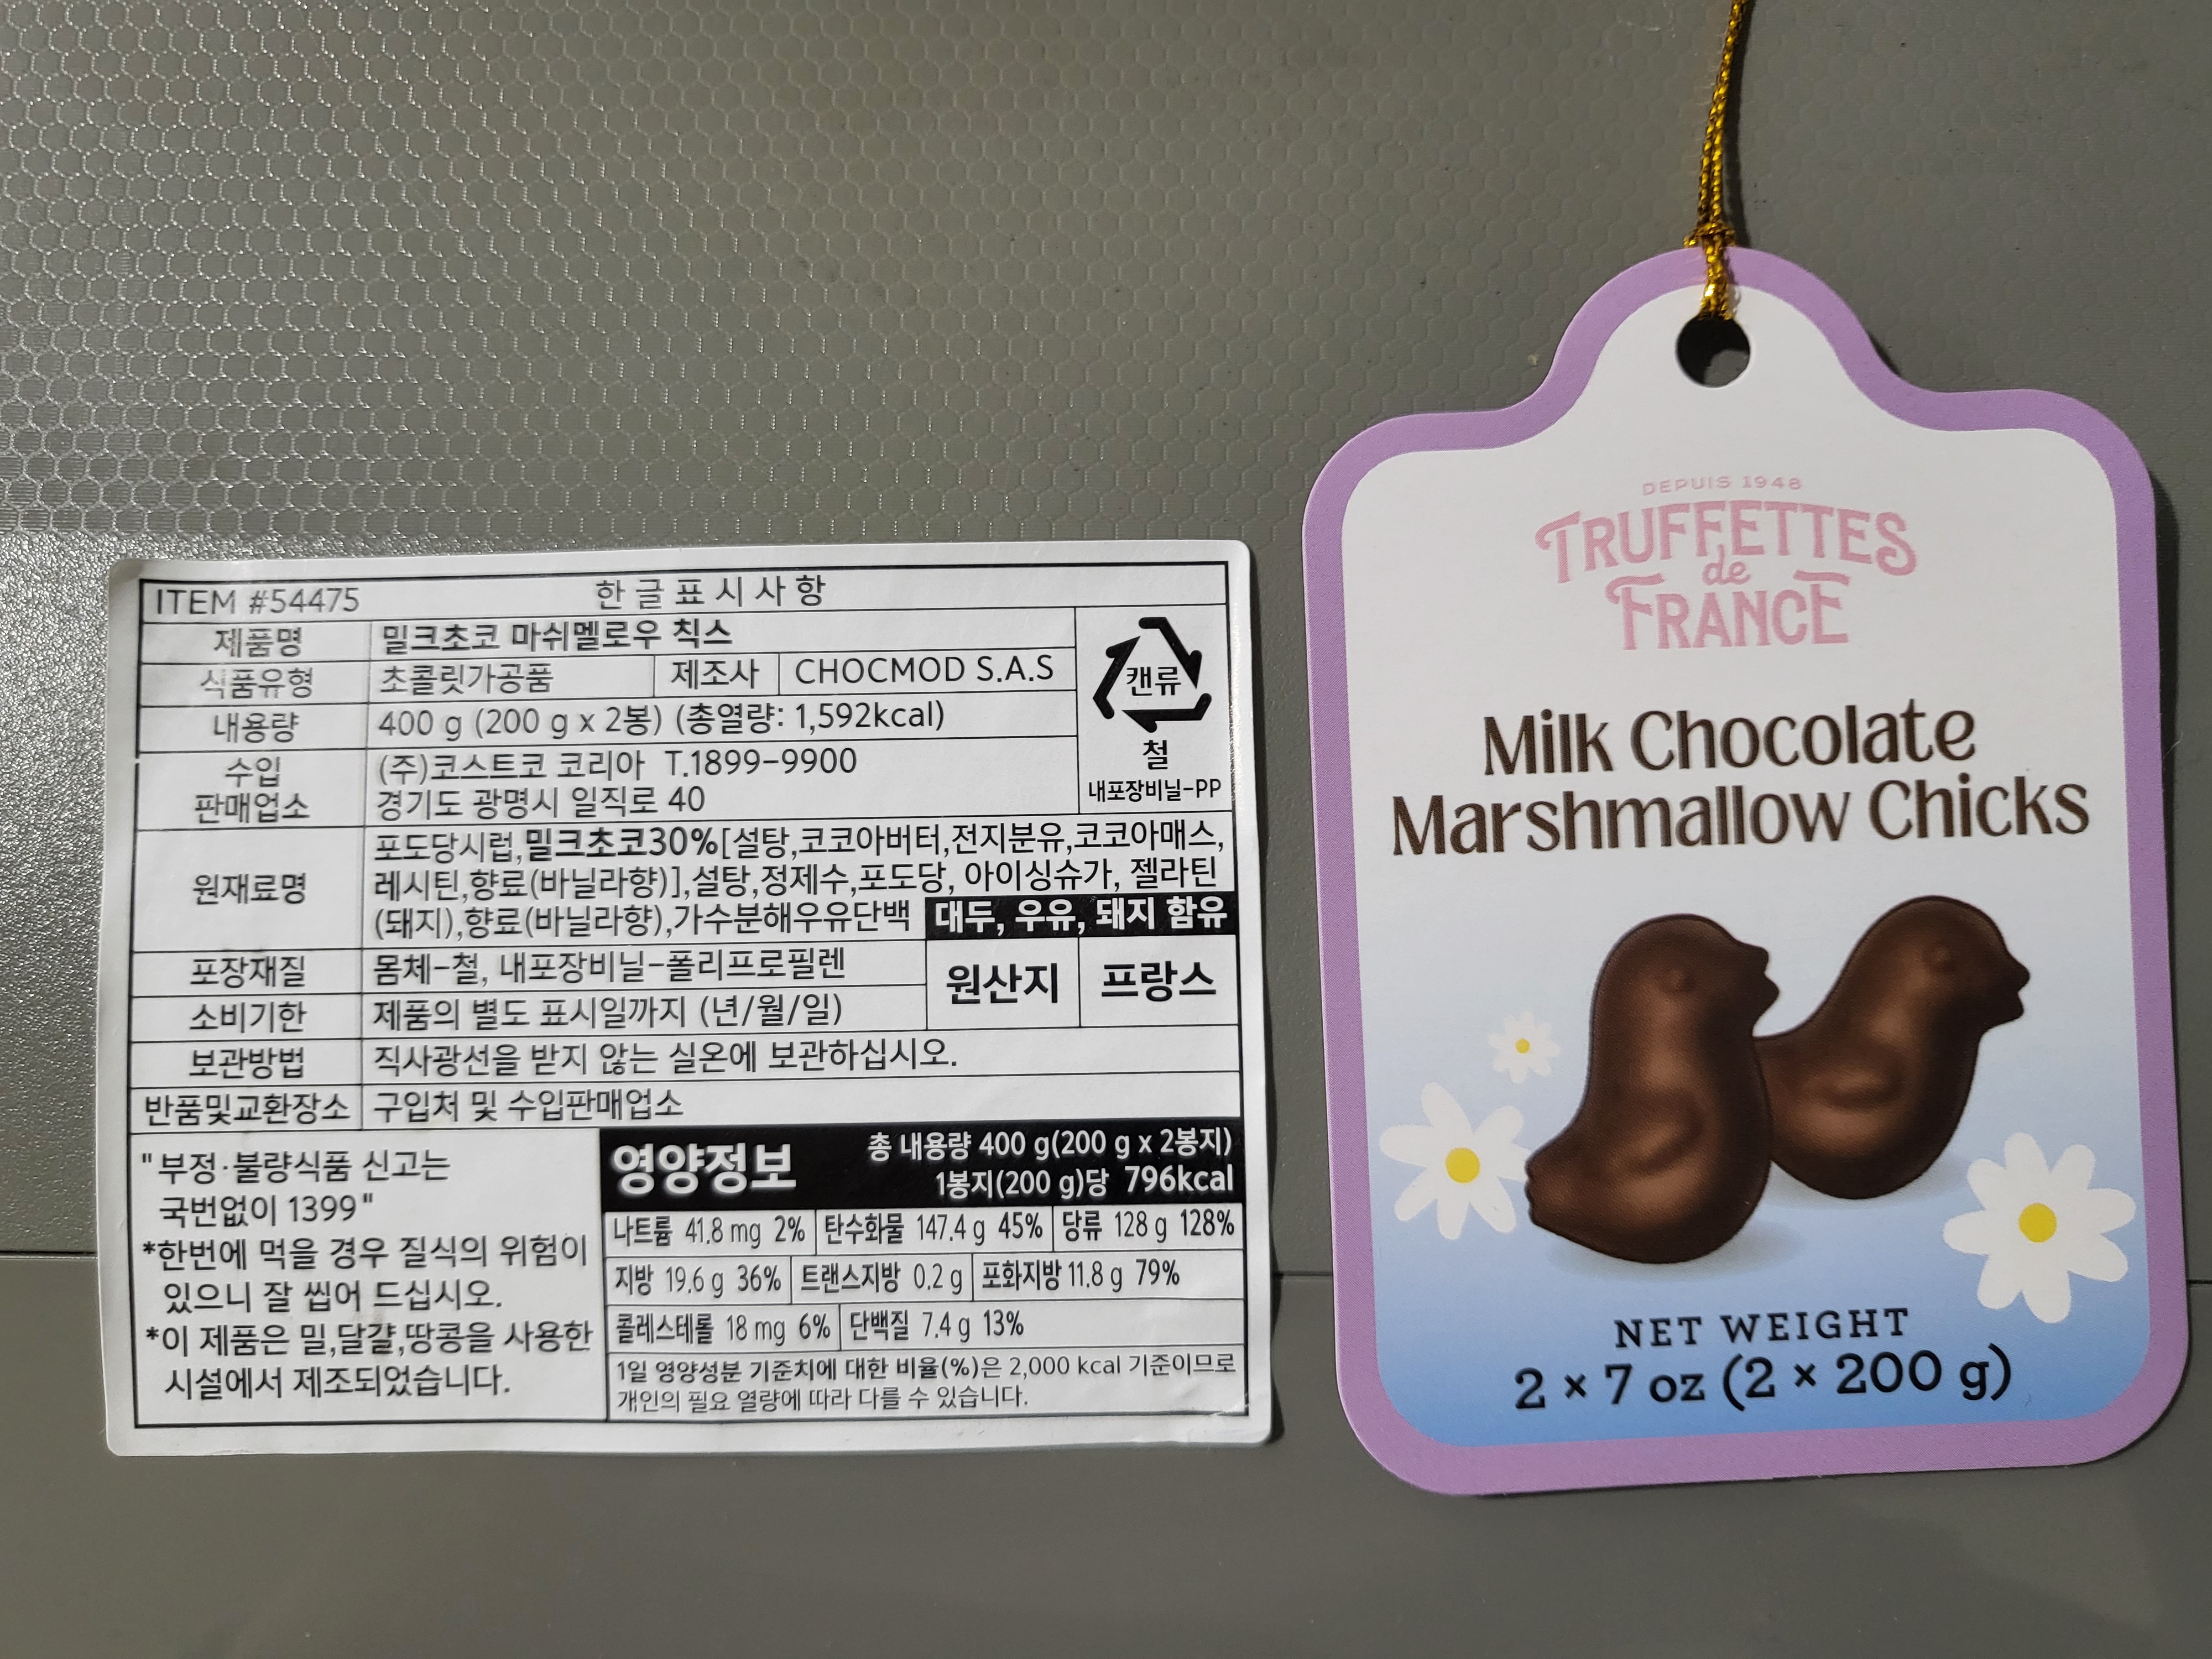 ITEM #54475 한글표시사항
제품명 밀크초코 마쉬멜로우 칙스
식품유형 초콜릿가공품 제조사 CHOCMOD S.A.S
내용량 400 g (200 g x 2봉) (총열량: 1,592kcal)
수입
판매업소
(주)코스트코 코리아 T.1899-9900
경기도 광명시 일직로 40
캔류
철
내포장비닐-PP
원재료명
포도당시럽,밀크초코30%[설탕,코코아버터,전지분유,코코아매스,
레시틴,향료(바닐라향)],설탕,정제수,포도당, 아이싱슈가, 젤라틴
(돼지),향료(바닐라향),가수분해우유단백 대두, 우유, 돼지 함유
포장재질 몸체-철, 내포장비닐-폴리프로필렌
원산지 프랑스
소비기한 제품의 별도 표시일까지 (년/월/일)
보관방법 직사광선을 받지 않는 실온에 보관하십시오.
반품및교환장소 구입처 및 수입판매업소
"부정·불량식품 신고는
국번없이 1399"
*한번에 먹을 경우 질식의 위험이
있으니 잘 씹어 드십시오.
*이 제품은 밀,달걀,땅콩을 사용한
시설에서 제조되었습니다.
영양정보
총 내용량 400 g(200 g x 2봉지)
1봉지(200 g)당 796kcal
나트륨 41.8 mg 2% 탄수화물 147.4 g 45% 당류 128 g 128%
지방 19.6 g 36% 트랜스지방 0.2 g 포화지방 11.8 g 79%
콜레스테롤 18 mg 6% 단백질 7.4 g 13%
1일 영양성분 기준치에 대한 비율(%)은 2,000 kcal 기준이므로
개인의 필요 열량에 따라 다를 수 있습니다.
DEPUIS 1948
TRUFFETTES
de
FRANCE
Milk Chocolate
Marshmallow Chicks
NET WEIGHT
2 × 7 oz (2 × 200 g)